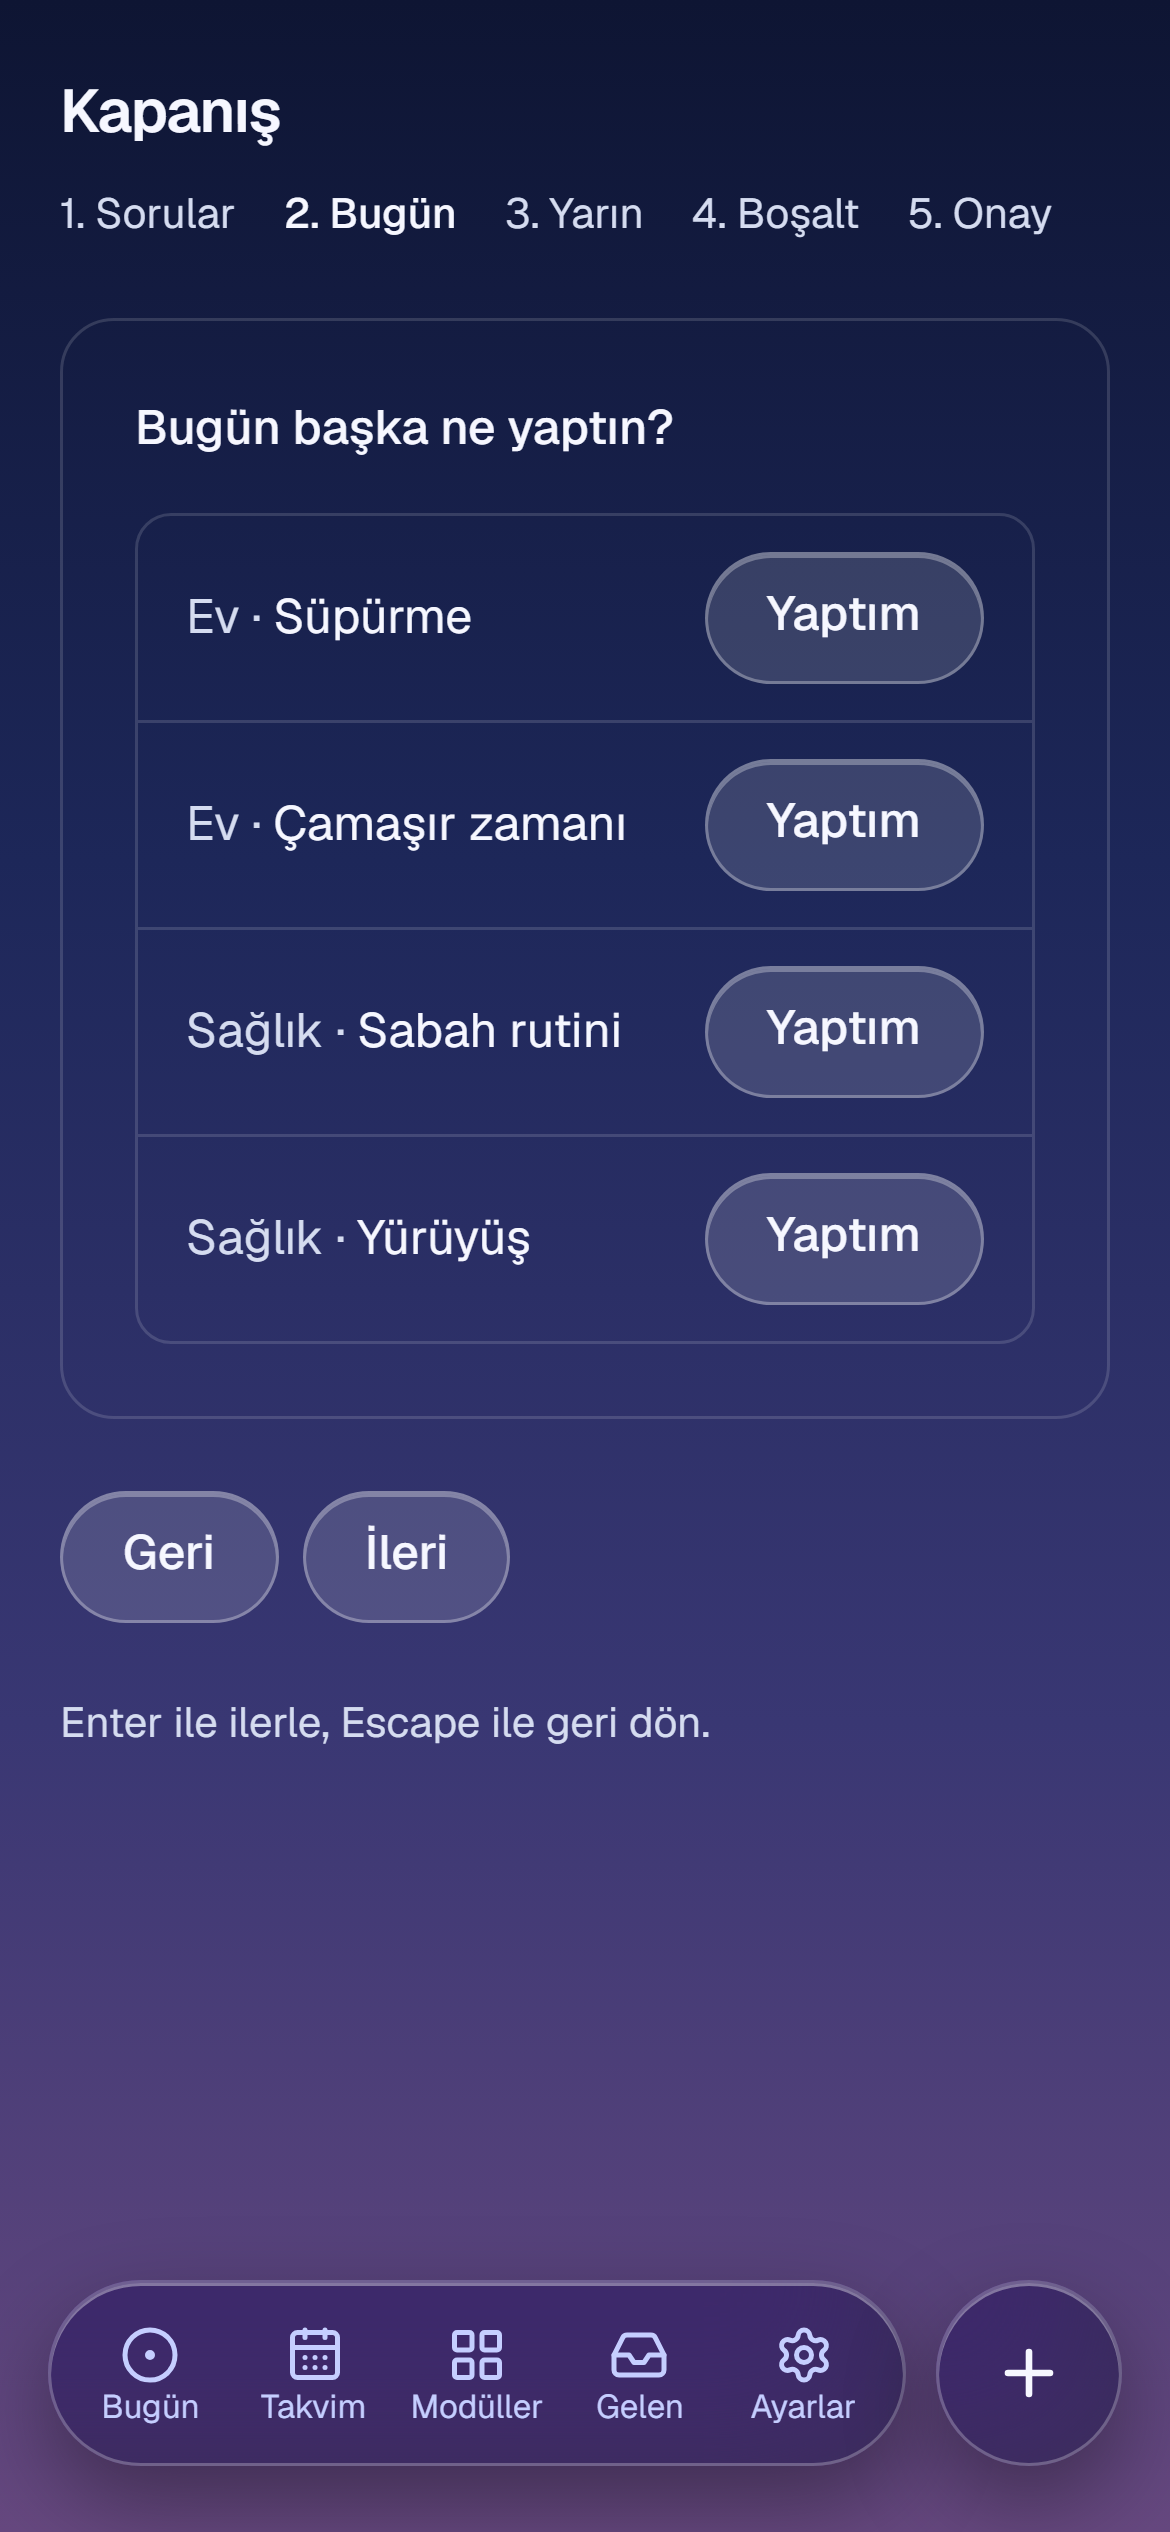 Kapanış
1. Sorular 2. Bugün 3. Yarın 4. Boşalt 5. Onay
Bugün başka ne yaptın?
Ev · Süpürme Yaptım
Ev · Çamaşır zamanı Yaptım
Sağlık · Sabah rutini Yaptım
Sağlık · Yürüyüş Yaptım
Geri İleri
Enter ile ilerle, Escape ile geri dön.
Bugün Takvim Modüller Gelen Ayarlar